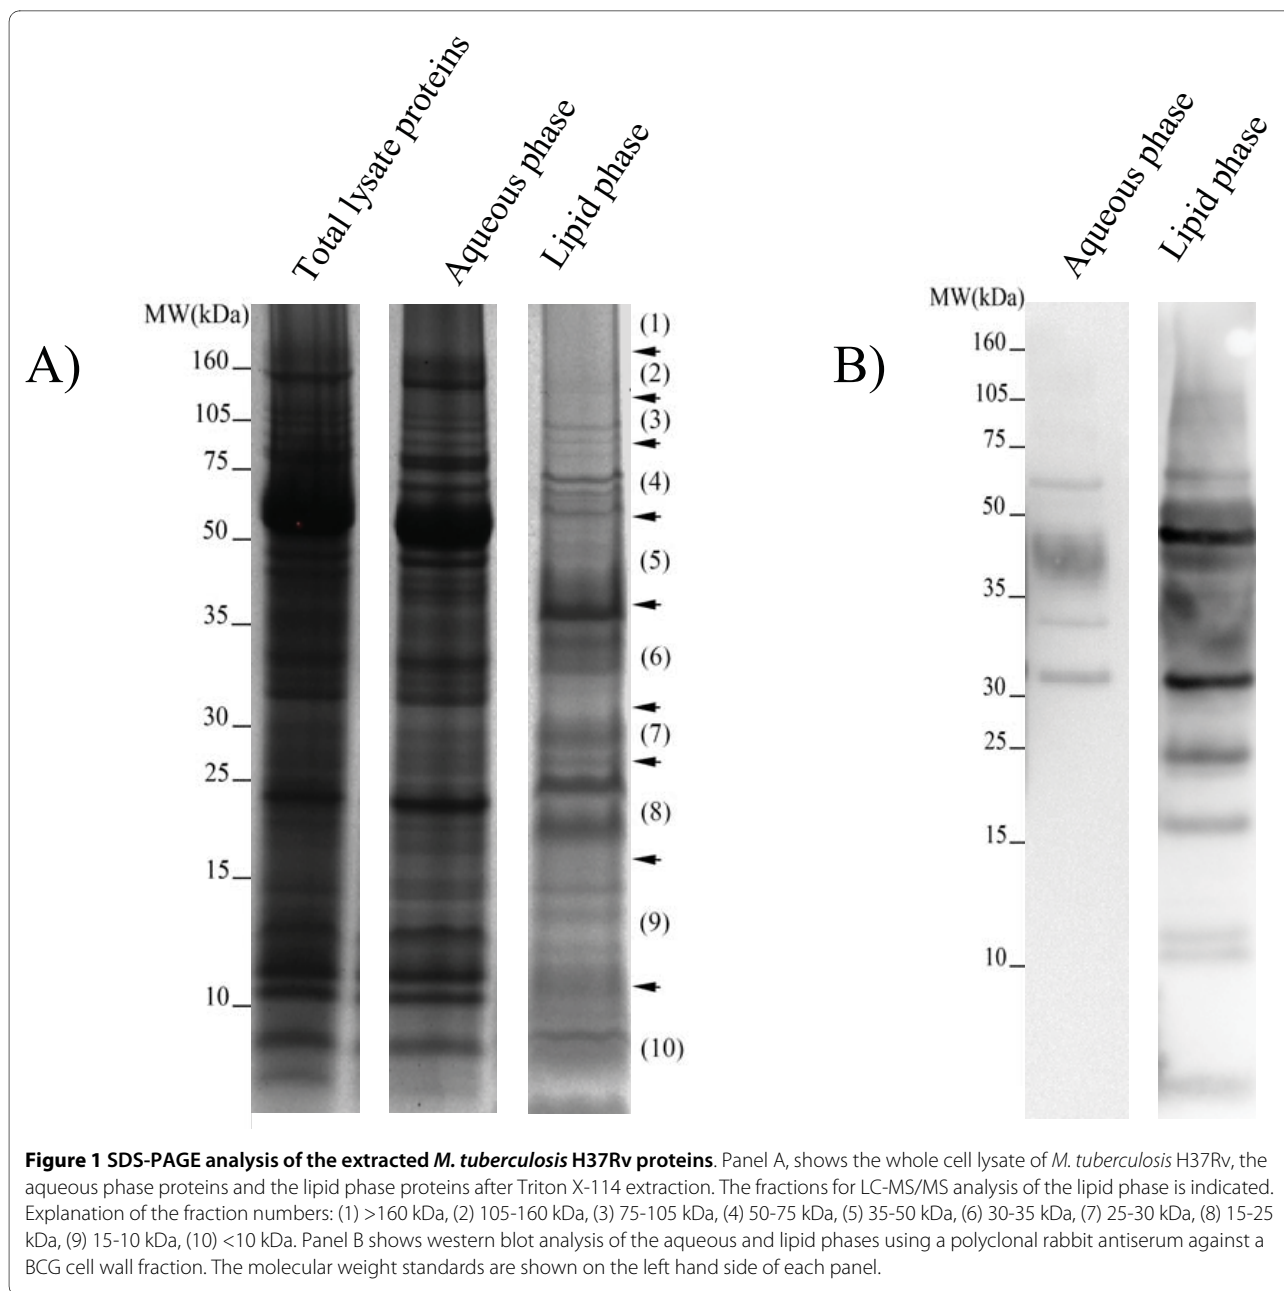 Total lysate proteins
Aqueous phase
Lipid phase
A)
MW(kDa)
160
105
75
50
35
30
25
15
10
(1)
(2)
(3)
(4)
(5)
(6)
(7)
(8)
(9)
(10)
Aqueous phase
Lipid phase
B)
MW(kDa)
160
105
75
50
35
30
25
15
10
Figure 1 SDS-PAGE analysis of the extracted M. tuberculosis H37Rv proteins. Panel A, shows the whole cell lysate of M. tuberculosis H37Rv, the
aqueous phase proteins and the lipid phase proteins after Triton X-114 extraction. The fractions for LC-MS/MS analysis of the lipid phase is indicated.
Explanation of the fraction numbers: (1) >160 kDa, (2) 105-160 kDa, (3) 75-105 kDa, (4) 50-75 kDa, (5) 35-50 kDa, (6) 30-35 kDa, (7) 25-30 kDa, (8) 15-25
kDa, (9) 15-10 kDa, (10) <10 kDa. Panel B shows western blot analysis of the aqueous and lipid phases using a polyclonal rabbit antiserum against a
BCG cell wall fraction. The molecular weight standards are shown on the left hand side of each panel.